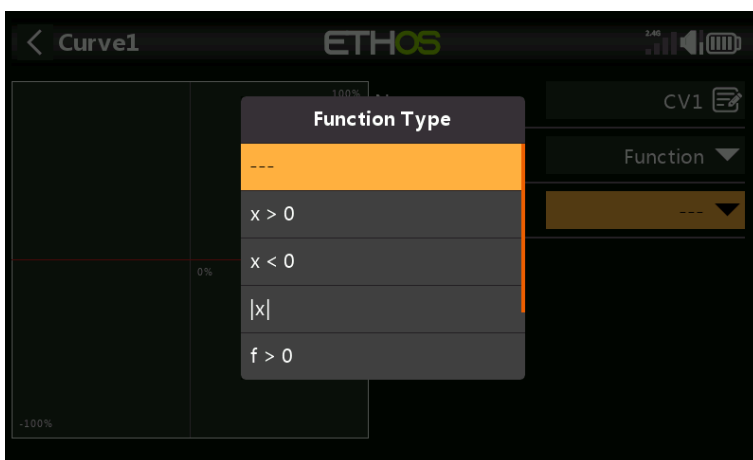 Curve1
ETHOS
2.4G
100%
CV1
Function
---
0%
-100%
Function Type
---
x > 0
x < 0
|x|
f > 0